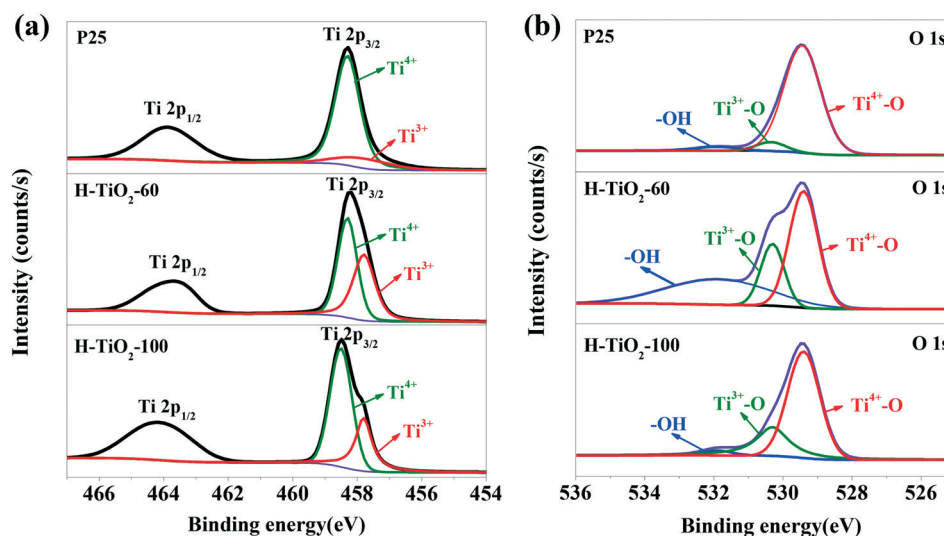 (a)
P25
Ti 2p3/2
Ti4+
Ti 2p1/2
Ti3+
H-TiO2-60
Ti 2p3/2
Ti4+
Ti 2p1/2
Ti3+
H-TiO2-100
Ti 2p3/2
Ti 2p1/2
Ti4+
Ti3+
Intensity (counts/s)
466 464 462 460 458 456 454
Binding energy(eV)
(b)
P25 O 1s
Ti3+-O
Ti4+-O
-OH
H-TiO2-60 O 1s
Ti3+-O
Ti4+-O
-OH
H-TiO2-100 O 1s
Ti3+-O
Ti4+-O
-OH
Intensity (counts/s)
536 534 532 530 528 526
Binding energy(eV)